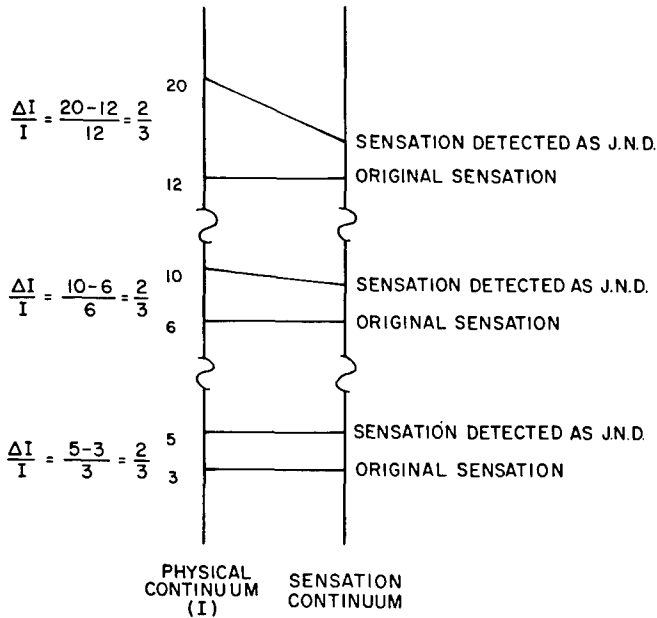 20
ΔI/I = 20-12/12 = 2/3
SENSATION DETECTED AS J.N.D.
12
ORIGINAL SENSATION
10
ΔI/I = 10-6/6 = 2/3
SENSATION DETECTED AS J.N.D.
6
ORIGINAL SENSATION
5
ΔI/I = 5-3/3 = 2/3
SENSATION DETECTED AS J.N.D.
3
ORIGINAL SENSATION
PHYSICAL
CONTINUUM
(I)
SENSATION
CONTINUUM